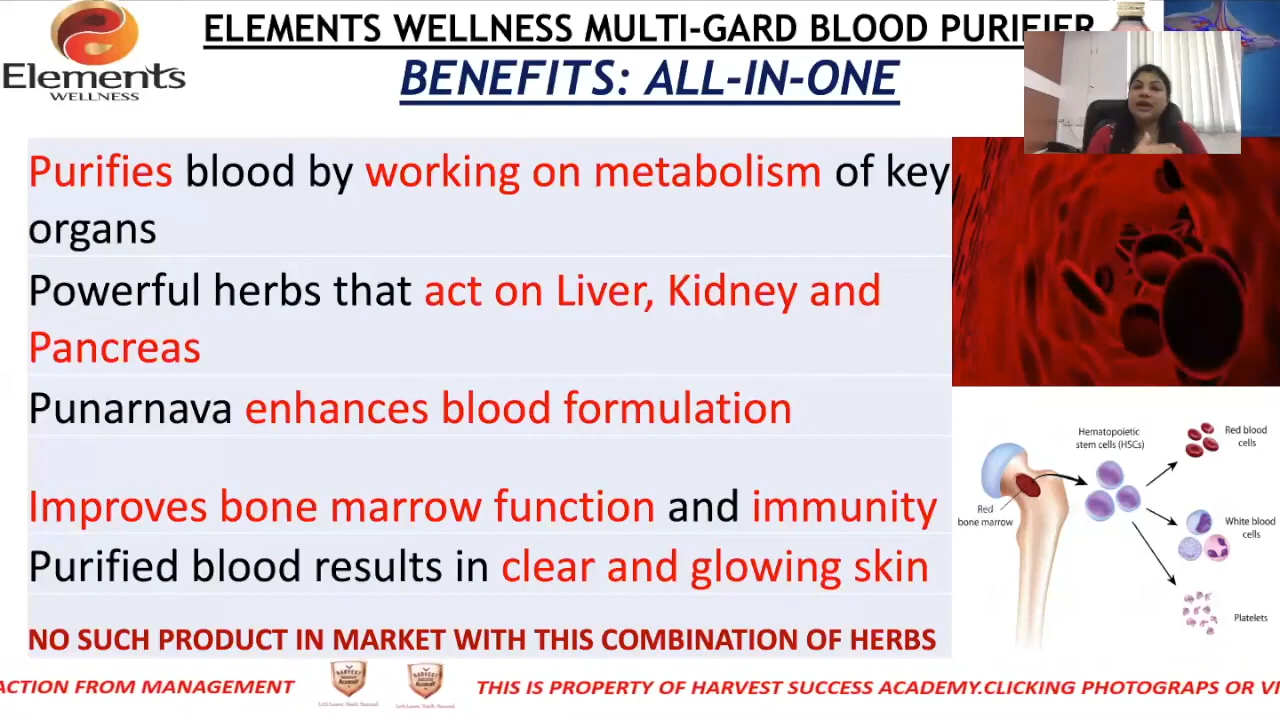 ELEMENTS WELLNESS MULTI-GARD BLOOD PURIFIER
BENEFITS: ALL-IN-ONE
Elements
WELLNESS
Purifies blood by working on metabolism of key
organs
Powerful herbs that act on Liver, Kidney and
Pancreas
Punarnava enhances blood formulation
Improves bone marrow function and immunity
Purified blood results in clear and glowing skin
NO SUCH PRODUCT IN MARKET WITH THIS COMBINATION OF HERBS
Hematopoietic
stem cells (HSCs)
Red blood
cells
Red
bone marrow
White blood
cells
Platelets
ACTION FROM MANAGEMENT
HARVEST
HARVEST
THIS IS PROPERTY OF HARVEST SUCCESS ACADEMY.CLICKING PHOTOGRAPS OR VI